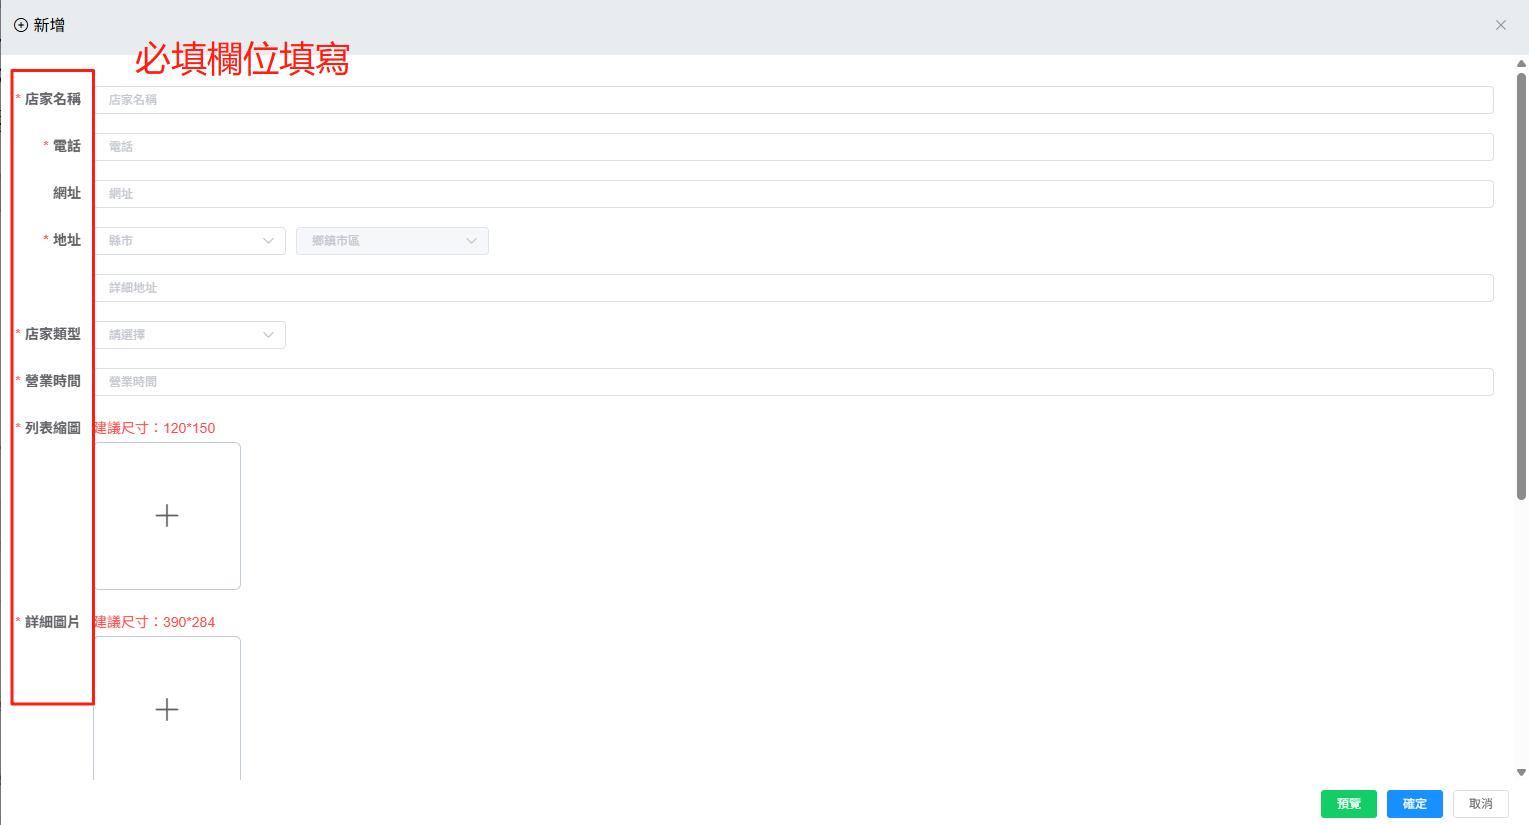 新增
必填欄位填寫
* 店家名稱 店家名稱
* 電話 電話
網址 網址
* 地址 縣市 鄉鎮市區
詳細地址
* 店家類型 請選擇
* 營業時間 營業時間
* 列表縮圖 建議尺寸：120*150
* 詳細圖片 建議尺寸：390*284
預覽 確定 取消